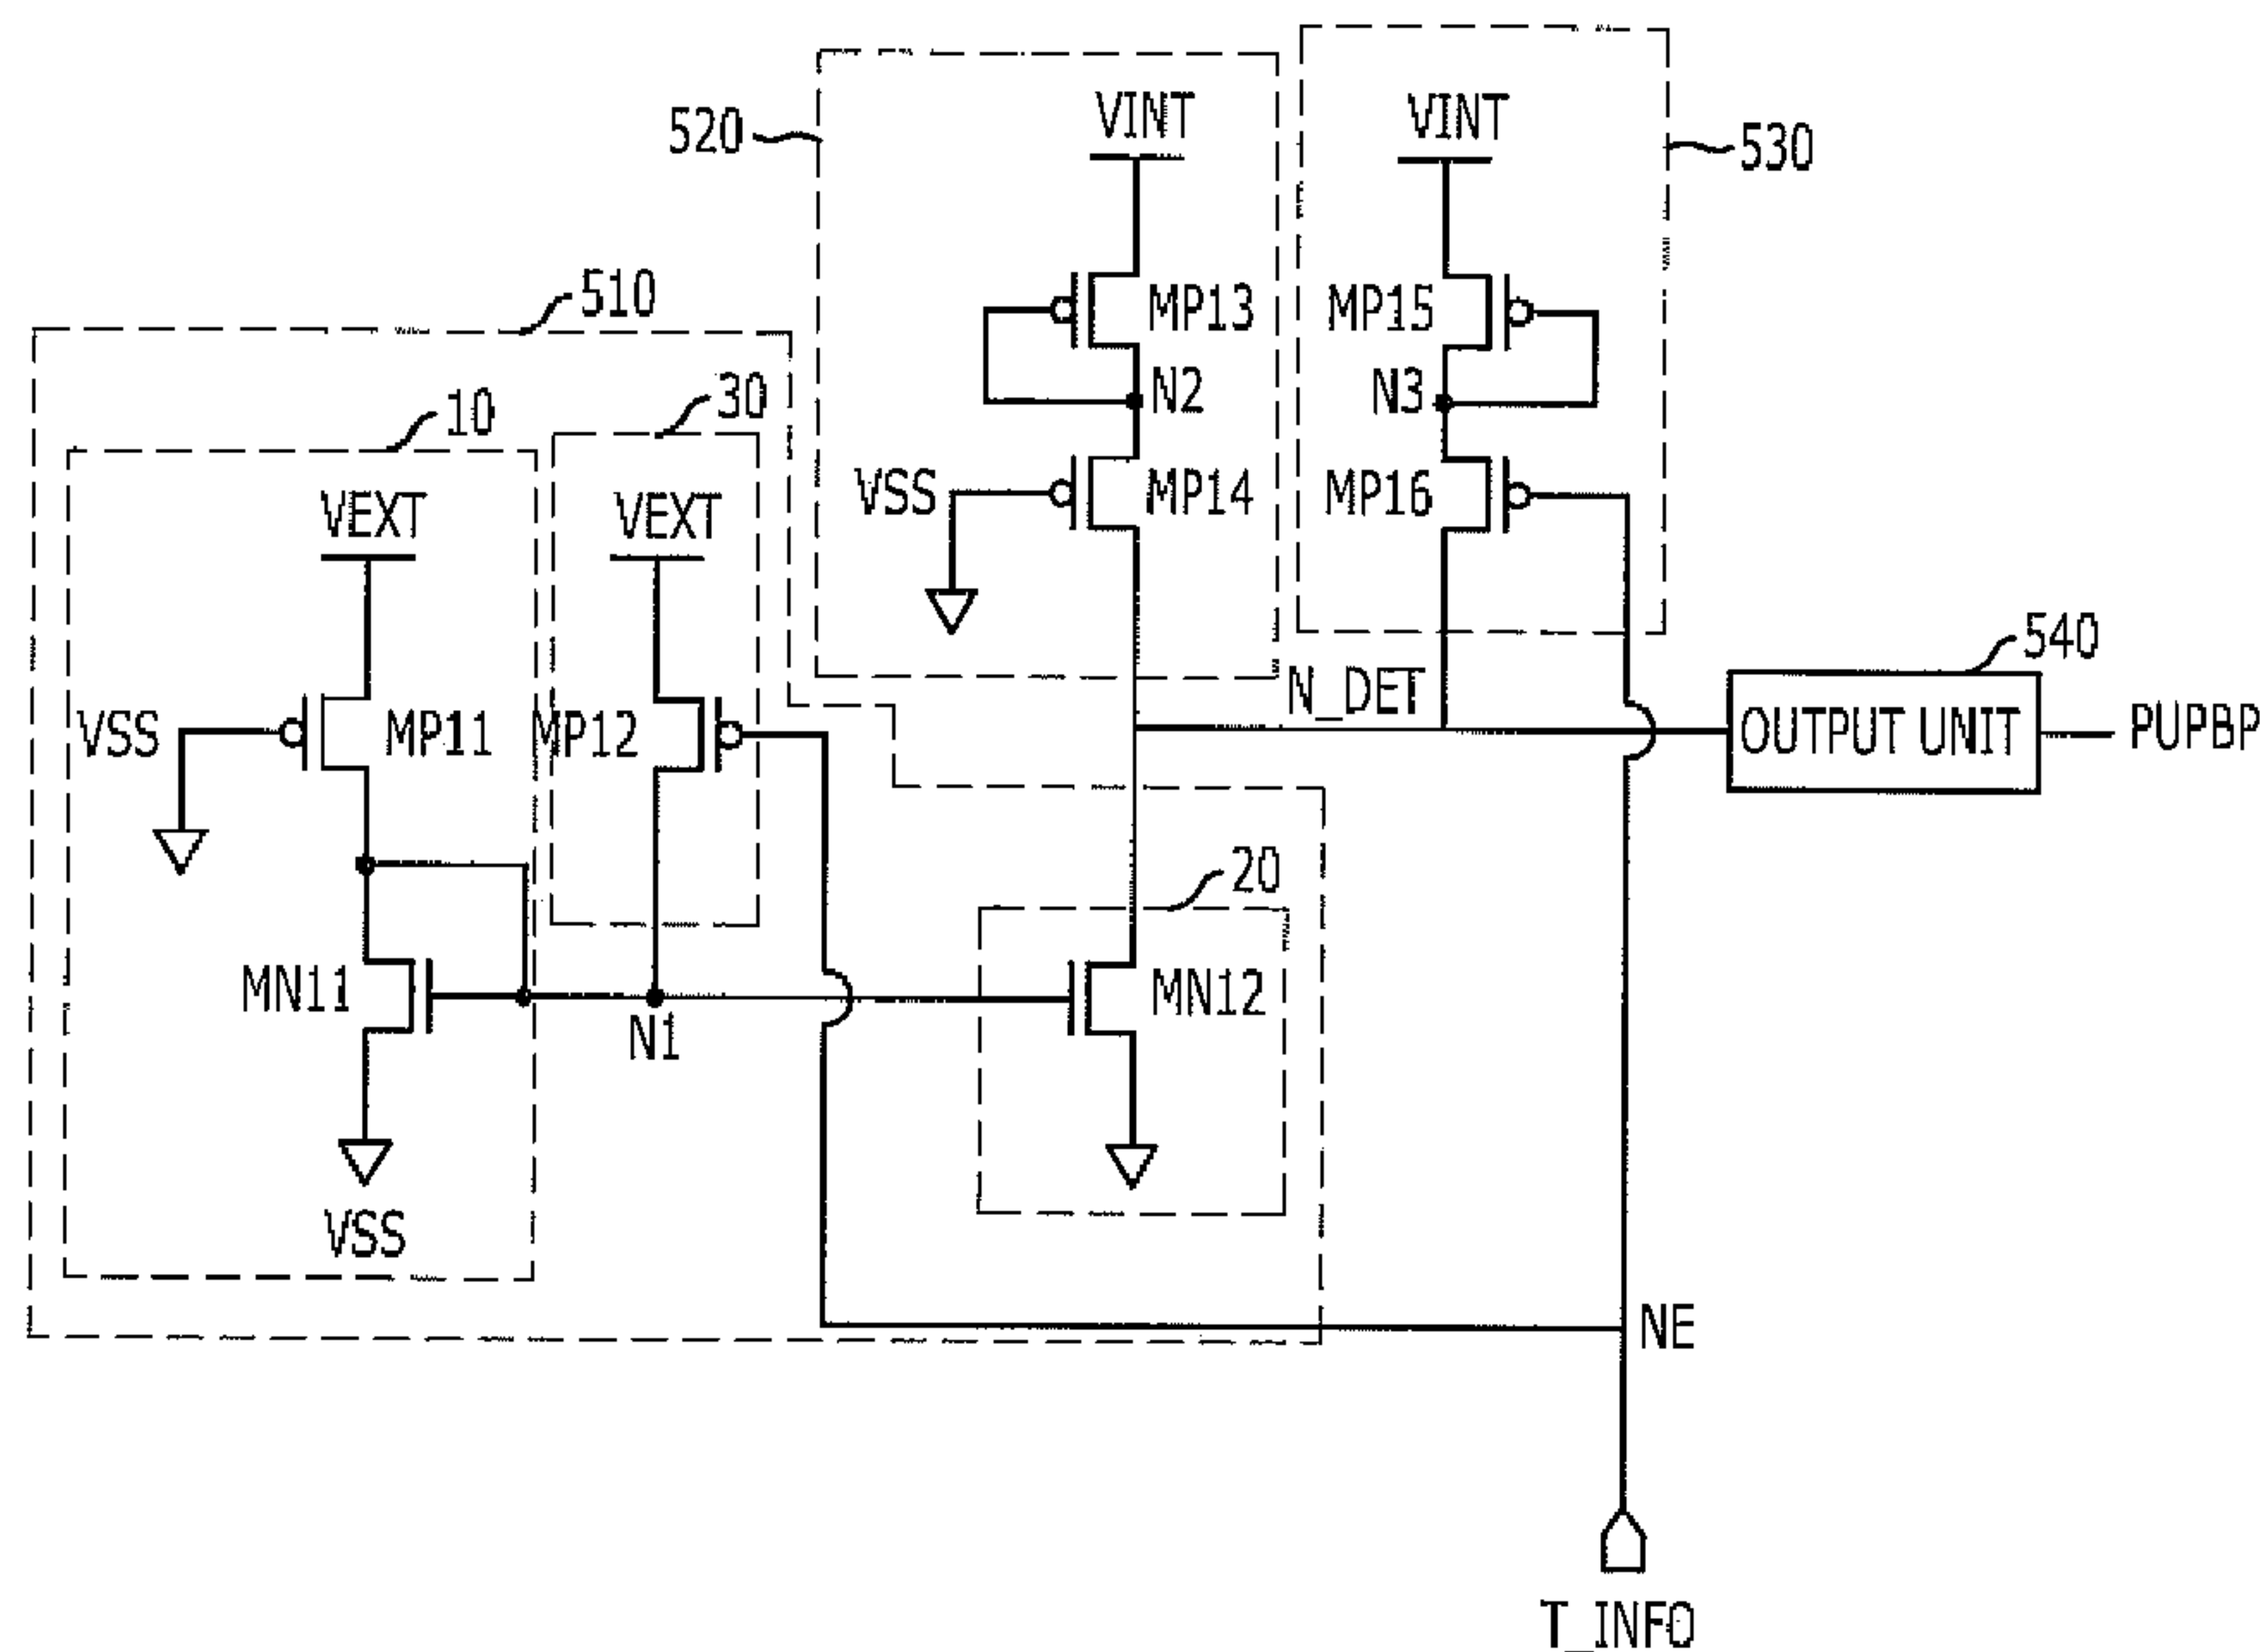 VINT
VINT
520
530
510
MP13
MP15
10
30
N2
N3
VEXT
VEXT
VSS
MP14
MP16
540
N_DET
VSS
MP11
MP12
OUTPUT UNIT
PUPBP
20
MN11
MN12
N1
VSS
NE
T_INFO